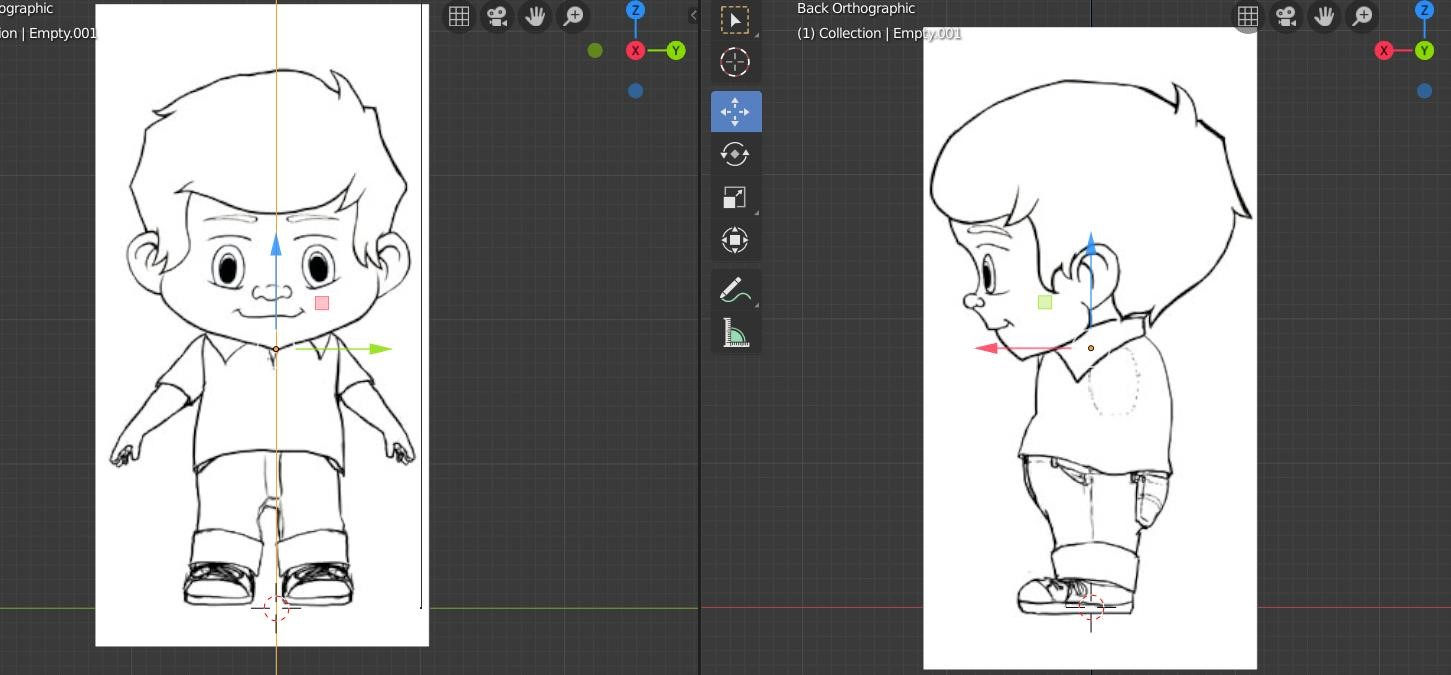 ographic
ion | Empty.001
Z
X
Y
Back Orthographic
(1) Collection | Empty.001
Z
X
Y